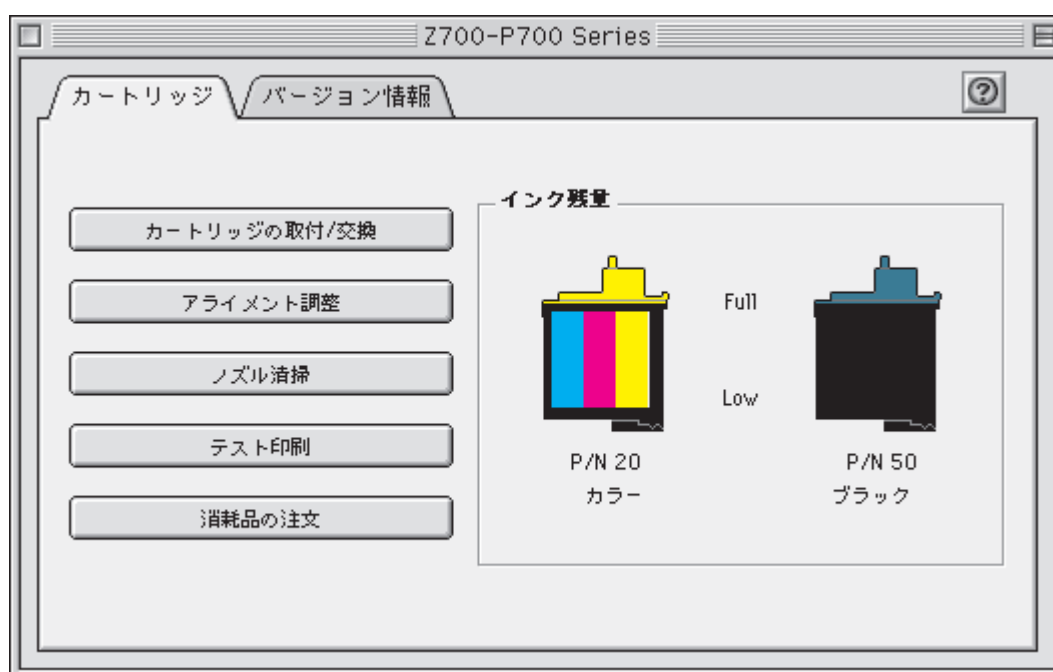 Z700-P700 Series
カートリッジ
バージョン情報
?
カートリッジの取付/交換
アライメント調整
ノズル清掃
テスト印刷
消耗品の注文
インク残量
Full
Low
P/N 20
カラー
P/N 50
ブラック